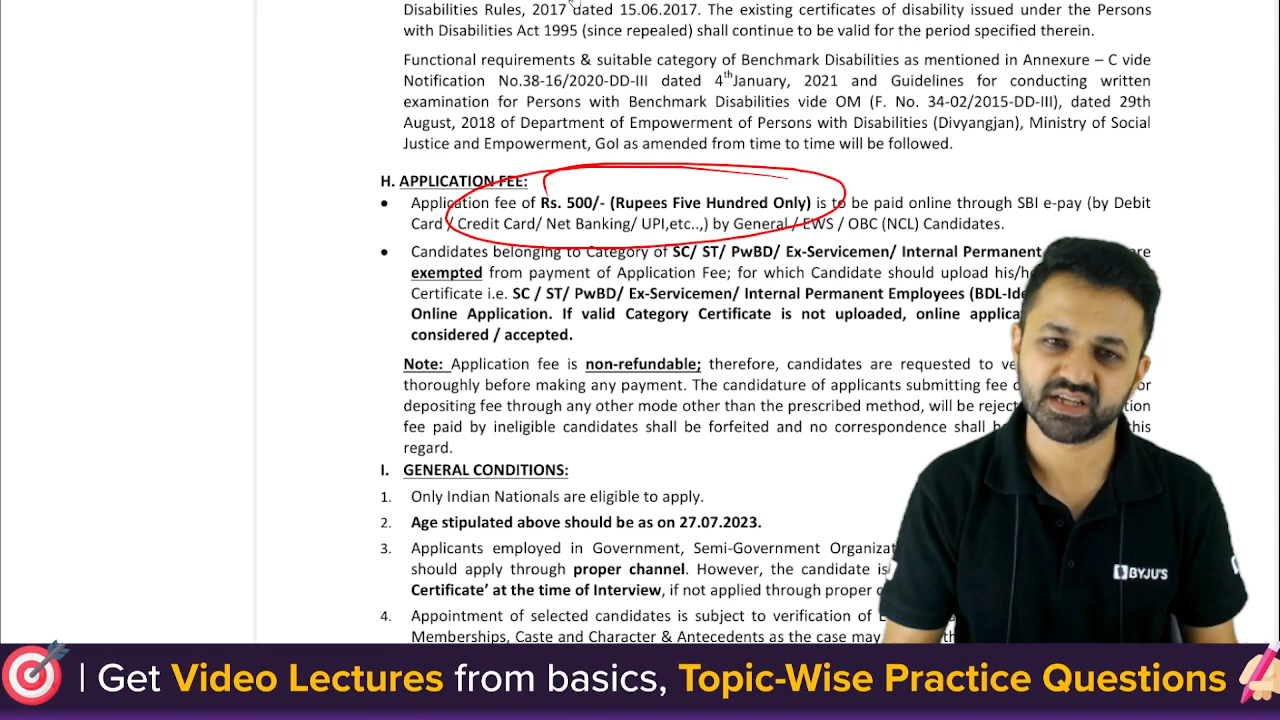 Disabilities Rules, 2017 dated 15.06.2017. The existing certificates of disability issued under the Persons
with Disabilities Act 1995 (since repealed) shall continue to be valid for the period specified therein.
Functional requirements & suitable category of Benchmark Disabilities as mentioned in Annexure – C vide
Notification No.38-16/2020-DD-III dated 4thJanuary, 2021 and Guidelines for conducting written
examination for Persons with Benchmark Disabilities vide OM (F. No. 34-02/2015-DD-III), dated 29th
August, 2018 of Department of Empowerment of Persons with Disabilities (Divyangjan), Ministry of Social
Justice and Empowerment, GoI as amended from time to time will be followed.
H. APPLICATION FEE:
• Application fee of Rs. 500/- (Rupees Five Hundred Only) is to be paid online through SBI e-pay (by Debit
Card / Credit Card/ Net Banking/ UPI,etc..,) by General / EWS / OBC (NCL) Candidates.
• Candidates belonging to Category of SC/ ST/ PwBD/ Ex-Servicemen/ Internal Permanent
exempted from payment of Application Fee; for which Candidate should upload his/
Certificate i.e. SC / ST/ PwBD/ Ex-Servicemen/ Internal Permanent Employees (BDL-
Online Application. If valid Category Certificate is not uploaded, online
considered / accepted.
Note: Application fee is non-refundable; therefore, candidates are requested to
thoroughly before making any payment. The candidature of applicants submitting fee or
depositing fee through any other mode other than the prescribed method, will be
fee paid by ineligible candidates shall be forfeited and no correspondence shall this
regard.
I. GENERAL CONDITIONS:
1. Only Indian Nationals are eligible to apply.
2. Age stipulated above should be as on 27.07.2023.
3. Applicants employed in Government, Semi-Government
should apply through proper channel. However, the candidate is
Certificate' at the time of Interview, if not applied through proper
4. Appointment of selected candidates is subject to verification of
Memberships, Caste and Character & Antecedents as the case may
BYJU'S
| Get Video Lectures from basics, Topic-Wise Practice Questions